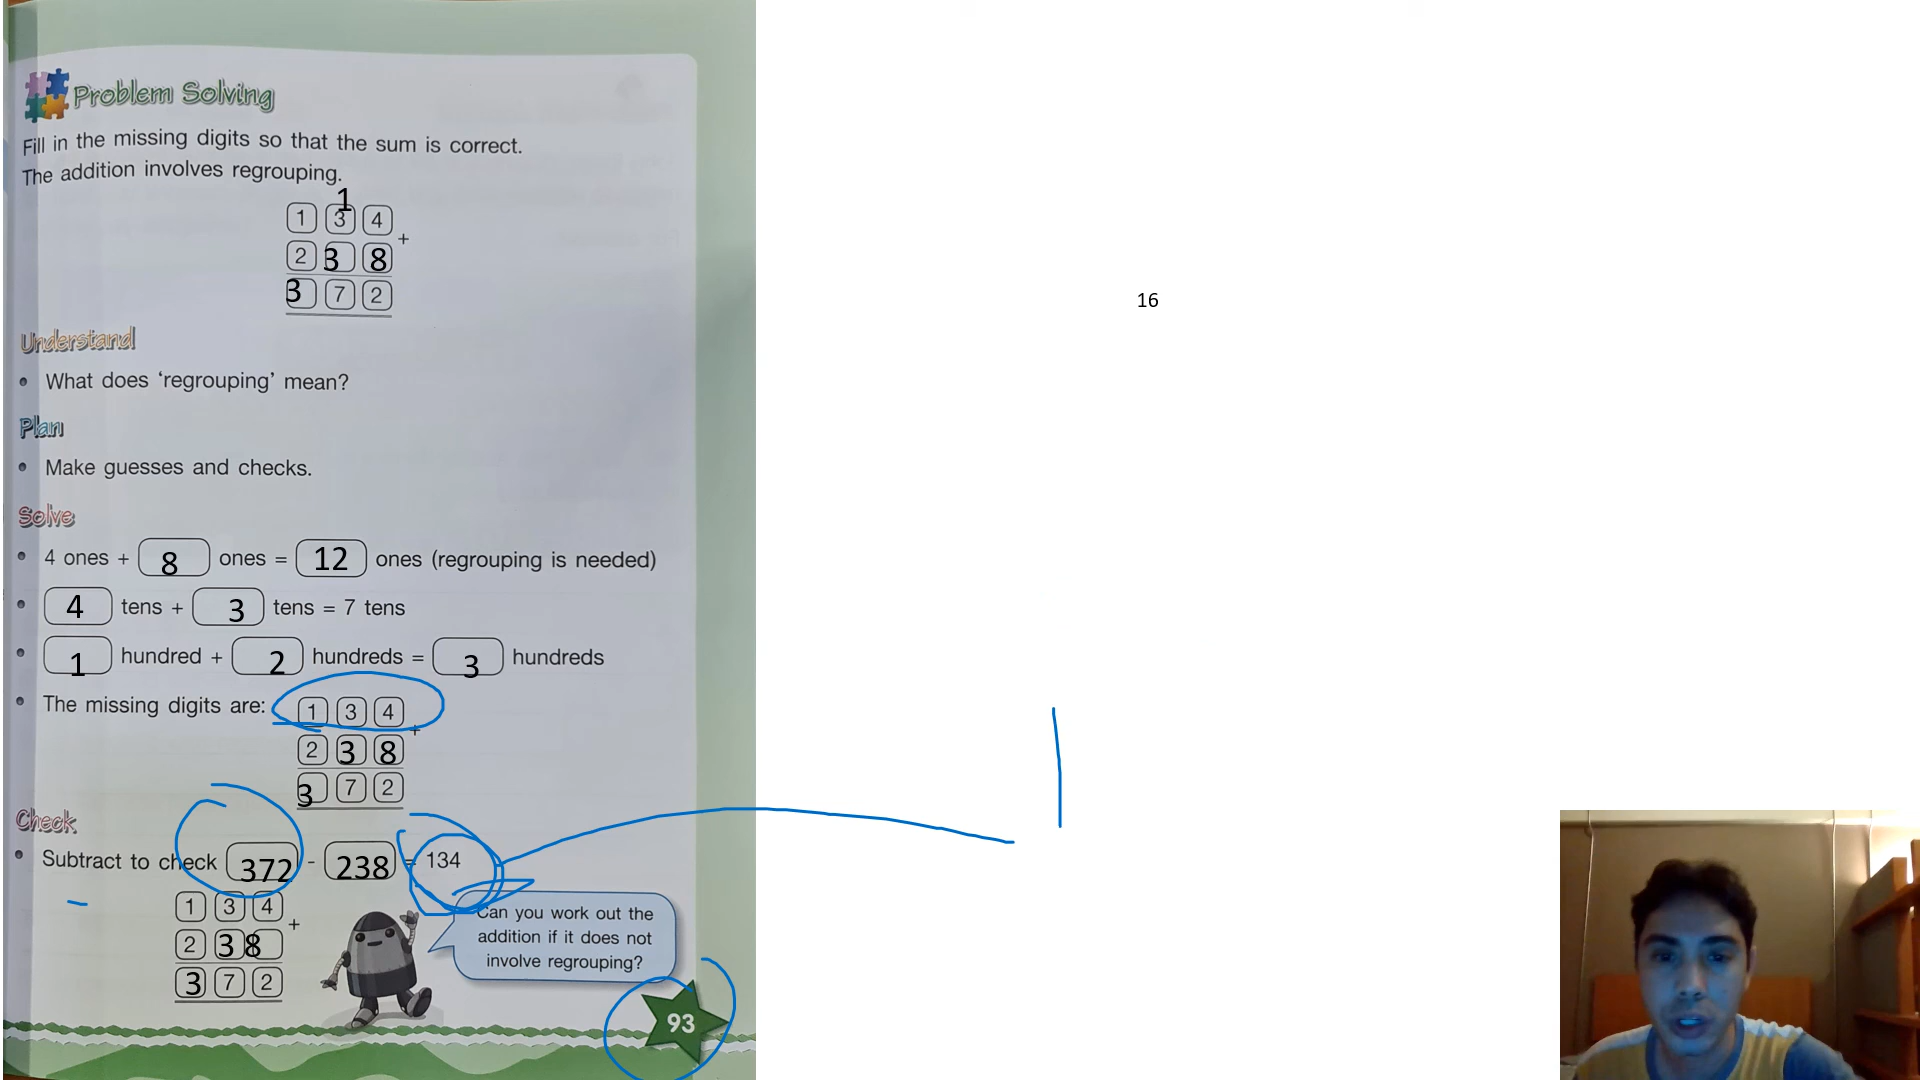 Problem Solving
Fill in the missing digits so that the sum is correct.
The addition involves regrouping.
1
1 3 4
+
2 3 8
3 7 2
16
Understand
• What does ‘regrouping’ mean?
Plan
• Make guesses and checks.
Solve
• 4 ones + 8 ones = 12 ones (regrouping is needed)
• 4 tens + 3 tens = 7 tens
• 1 hundred + 2 hundreds = 3 hundreds
• The missing digits are: 1 3 4
+
2 3 8
3 7 2
Check
• Subtract to check 372 - 238 = 134
1 3 4
+
2 3 8
3 7 2
Can you work out the
addition if it does not
involve regrouping?
93